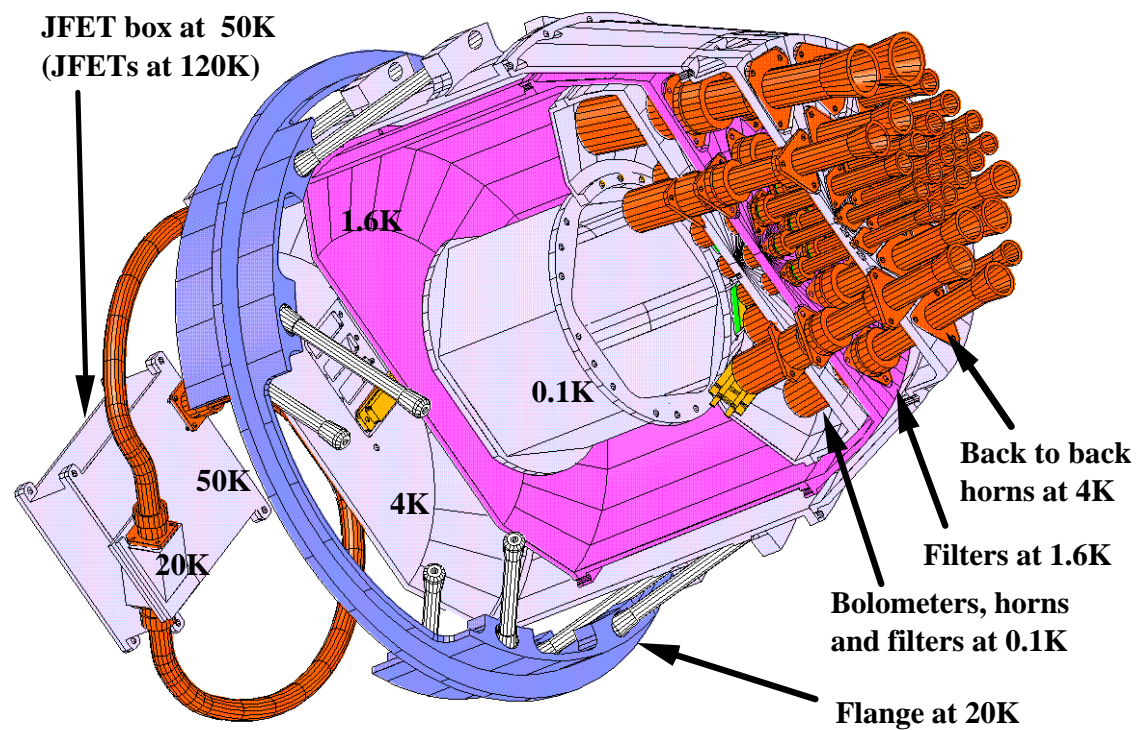 JFET box at 50K
(JFETs at 120K)
1.6K
0.1K
50K
4K
20K
Back to back
horns at 4K
Filters at 1.6K
Bolometers, horns
and filters at 0.1K
Flange at 20K